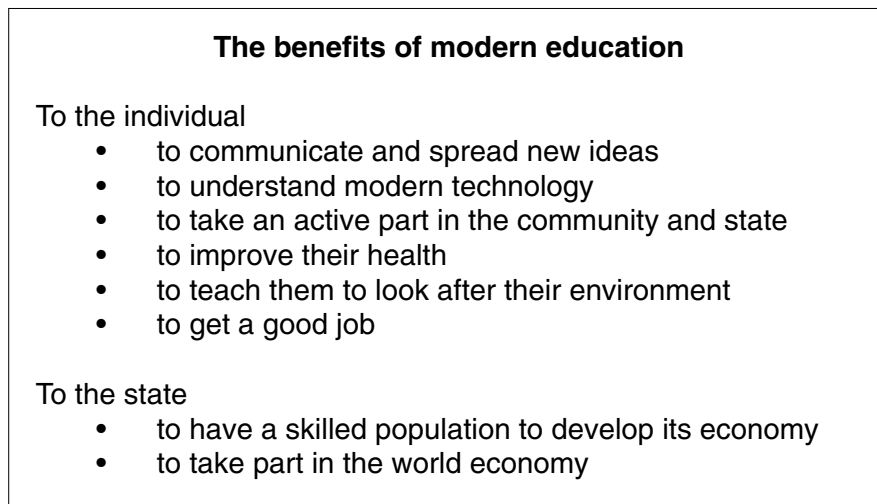 The benefits of modern education
To the individual
• to communicate and spread new ideas
• to understand modern technology
• to take an active part in the community and state
• to improve their health
• to teach them to look after their environment
• to get a good job
To the state
• to have a skilled population to develop its economy
• to take part in the world economy